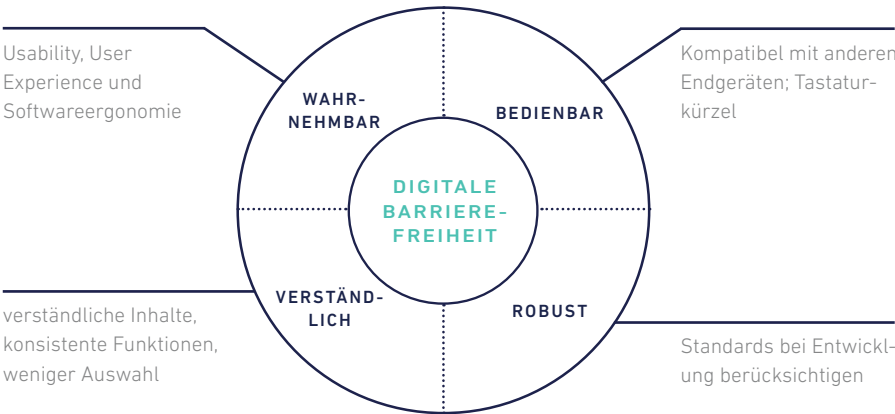 Usability, User
Experience und
Softwareergonomie
WAHR-
NEHMBAR
BEDIENBAR
Kompatibel mit anderen
Endgeräten; Tastatur-
kürzel
DIGITALE
BARRIERE-
FREIHEIT
verständliche Inhalte,
konsistente Funktionen,
weniger Auswahl
VERSTÄND-
LICH
ROBUST
Standards bei Entwickl-
ung berücksichtigen